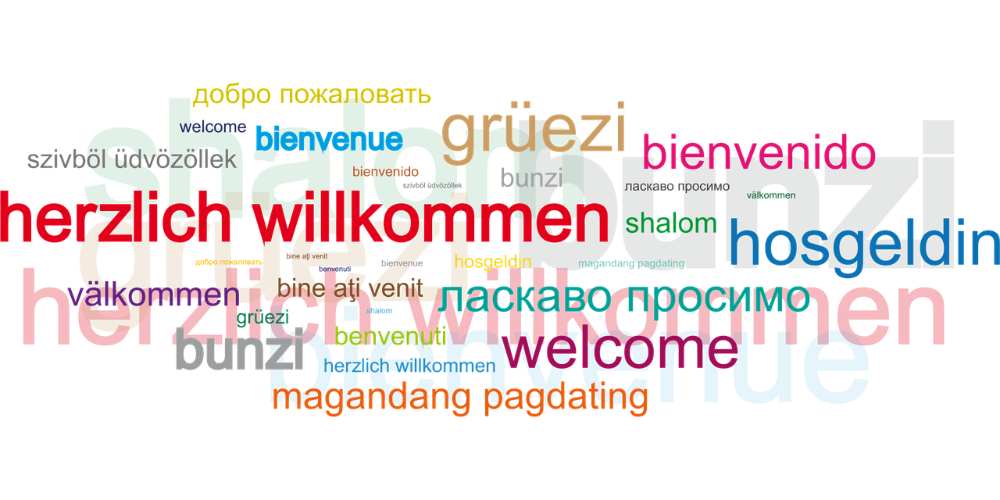 добро пожаловать
shalom
grüezi
welcome
bienvenue
bunzi
bienvenido
szivböl üdvözöllek
bienvenido
bunzi
szivböl üdvözöllek
ласкаво просимо
välkommen
herzlich willkommen
shalom
hosgeldin
grüezi
bine aţi venit
добро пожаловать
benvenuti
bienvenue
hosgeldin
magandang pagdating
välkommen
bine aţi venit
ласкаво просимо
herzlich willkommen
shalom
grüezi
benvenuti
bunzi
welcome
herzlich willkommen
bienvenue
magandang pagdating